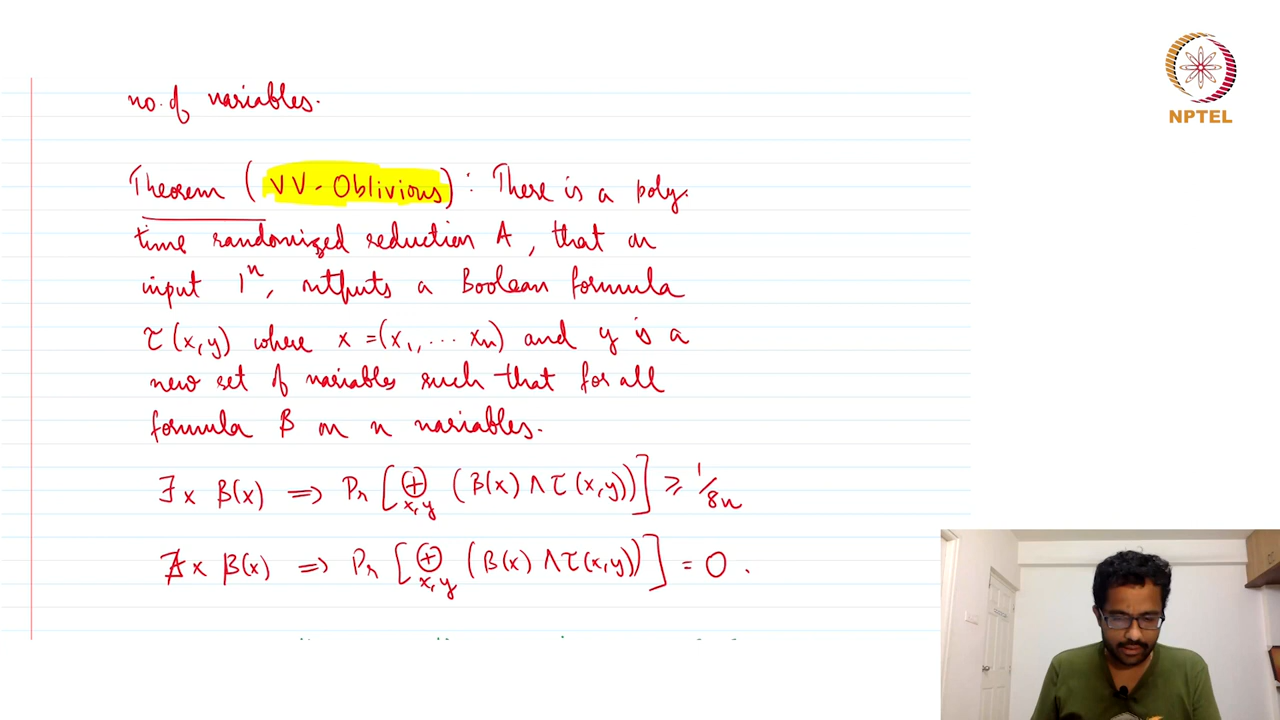 no. of variables.
NPTEL
Theorem (VV-Oblivious): There is a poly.
time randomized reduction A, that on
input 1ⁿ, outputs a Boolean formula
τ(x,y) where x = (x₁, ... xₙ) and y is a
new set of variables such that for all
formula β on n variables.
∃x β(x) ⟹ Pr[⊕_{x,y} (β(x) ∧ τ(x,y))] ≥ 1/8n
∄x β(x) ⟹ Pr[⊕_{x,y} (β(x) ∧ τ(x,y))] = 0.